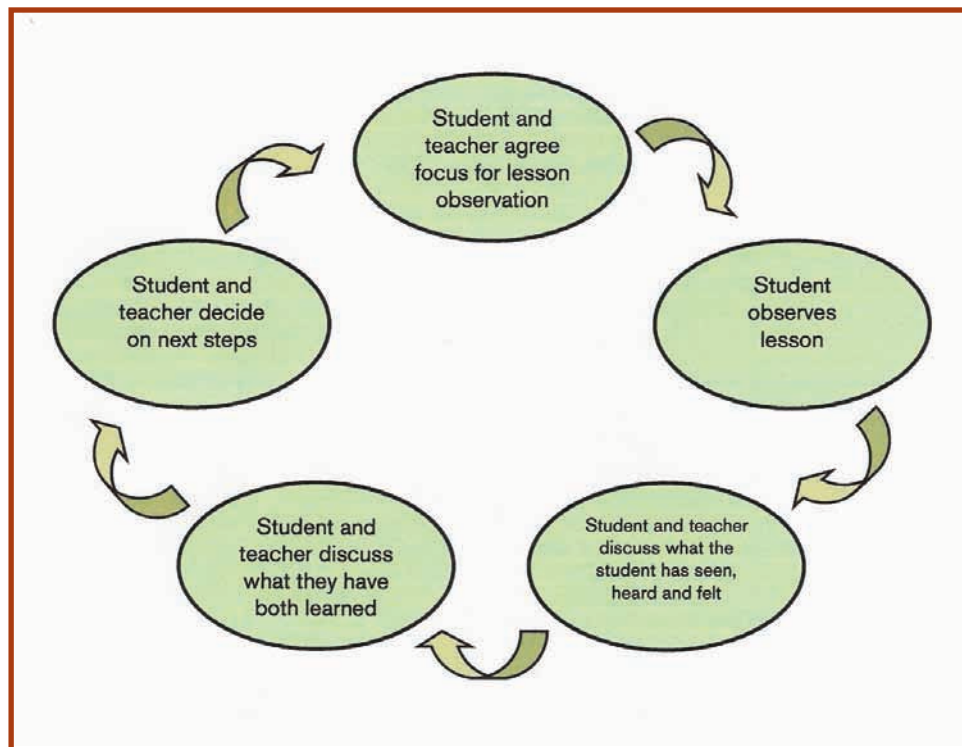 Student and
teacher agree
focus for lesson
observation
Student
observes
lesson
Student and teacher
discuss what the
student has seen,
heard and felt
Student and
teacher discuss
what they have
both learned
Student and
teacher decide
on next steps